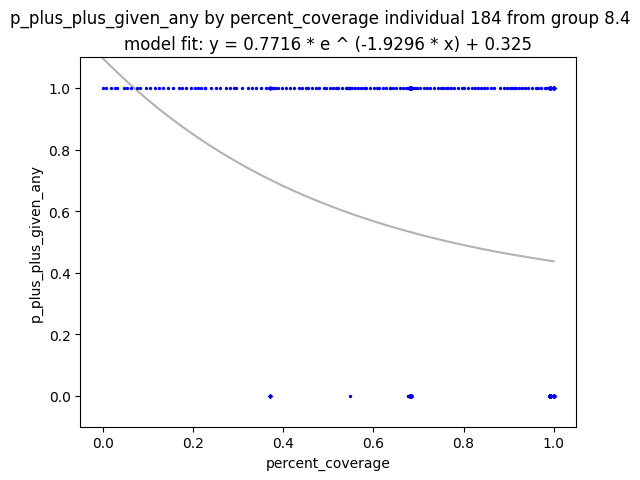 p_plus_plus_given_any by percent_coverage individual 184 from group 8.4
model fit: y = 0.7716 * e ^ (-1.9296 * x) + 0.325
1.0
0.8
0.6
0.4
0.2
0.0
p_plus_plus_given_any
0.0 0.2 0.4 0.6 0.8 1.0
percent_coverage